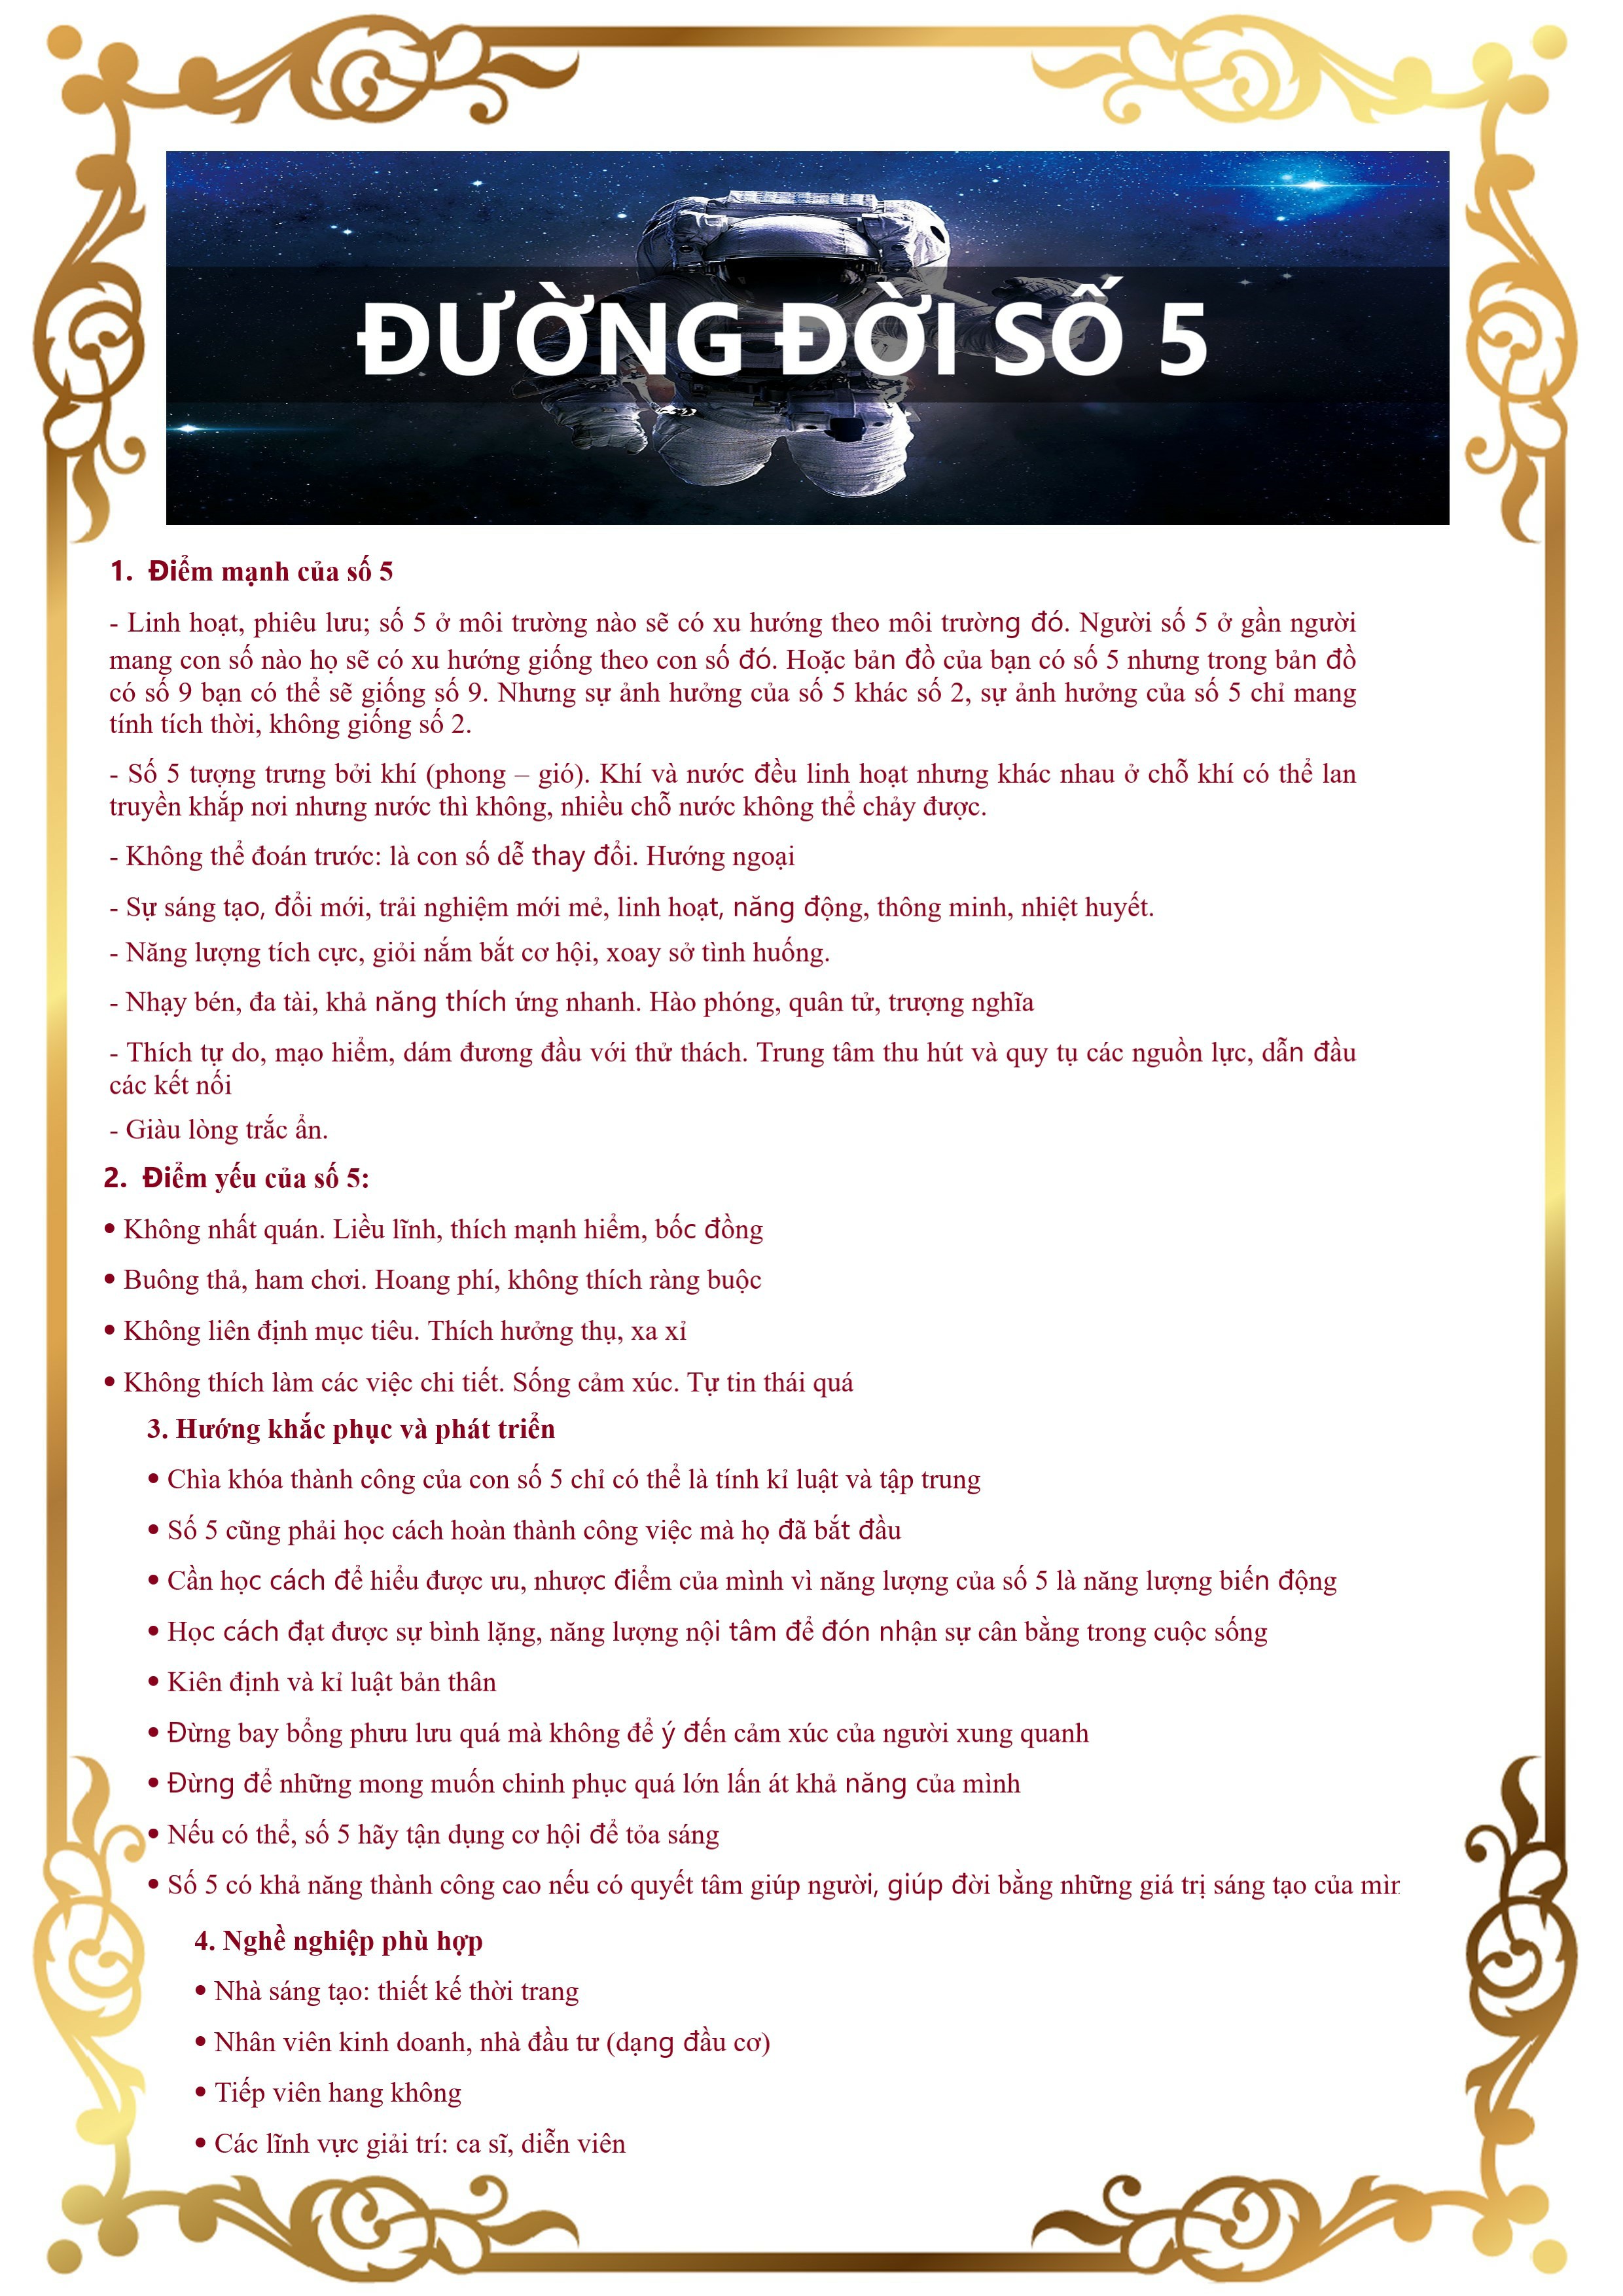 ĐƯỜNG ĐỜI SỐ 5
1. Điểm mạnh của số 5
- Linh hoạt, phiêu lưu; số 5 ở môi trường nào sẽ có xu hướng theo môi trường đó. Người số 5 ở gần người
mang con số nào họ sẽ có xu hướng giống theo con số đó. Hoặc bản đồ của bạn có số 5 nhưng trong bản đồ
có số 9 bạn có thể sẽ giống số 9. Nhưng sự ảnh hưởng của số 5 khác số 2, sự ảnh hưởng của số 5 chỉ mang
tính tích thời, không giống số 2.
- Số 5 tượng trưng bởi khí (phong – gió). Khí và nước đều linh hoạt nhưng khác nhau ở chỗ khí có thể lan
truyền khắp nơi nhưng nước thì không, nhiều chỗ nước không thể chảy được.
- Không thể đoán trước: là con số dễ thay đổi. Hướng ngoại
- Sự sáng tạo, đổi mới, trải nghiệm mới mẻ, linh hoạt, năng động, thông minh, nhiệt huyết.
- Năng lượng tích cực, giỏi nắm bắt cơ hội, xoay sở tình huống.
- Nhạy bén, đa tài, khả năng thích ứng nhanh. Hào phóng, quân tử, trượng nghĩa
- Thích tự do, mạo hiểm, dám đương đầu với thử thách. Trung tâm thu hút và quy tụ các nguồn lực, dẫn đầu
các kết nối
- Giàu lòng trắc ẩn.
2. Điểm yếu của số 5:
• Không nhất quán. Liều lĩnh, thích mạnh hiểm, bốc đồng
• Buông thả, ham chơi. Hoang phí, không thích ràng buộc
• Không liên định mục tiêu. Thích hưởng thụ, xa xỉ
• Không thích làm các việc chi tiết. Sống cảm xúc. Tự tin thái quá
3. Hướng khắc phục và phát triển
• Chìa khóa thành công của con số 5 chỉ có thể là tính kỉ luật và tập trung
• Số 5 cũng phải học cách hoàn thành công việc mà họ đã bắt đầu
• Cần học cách để hiểu được ưu, nhược điểm của mình vì năng lượng của số 5 là năng lượng biến động
• Học cách đạt được sự bình lặng, năng lượng nội tâm để đón nhận sự cân bằng trong cuộc sống
• Kiên định và kỉ luật bản thân
• Đừng bay bổng phưu lưu quá mà không để ý đến cảm xúc của người xung quanh
• Đừng để những mong muốn chinh phục quá lớn lấn át khả năng của mình
• Nếu có thể, số 5 hãy tận dụng cơ hội để tỏa sáng
• Số 5 có khả năng thành công cao nếu có quyết tâm giúp người, giúp đời bằng những giá trị sáng tạo của
4. Nghề nghiệp phù hợp
• Nhà sáng tạo: thiết kế thời trang
• Nhân viên kinh doanh, nhà đầu tư (dạng đầu cơ)
• Tiếp viên hang không
• Các lĩnh vực giải trí: ca sĩ, diễn viên